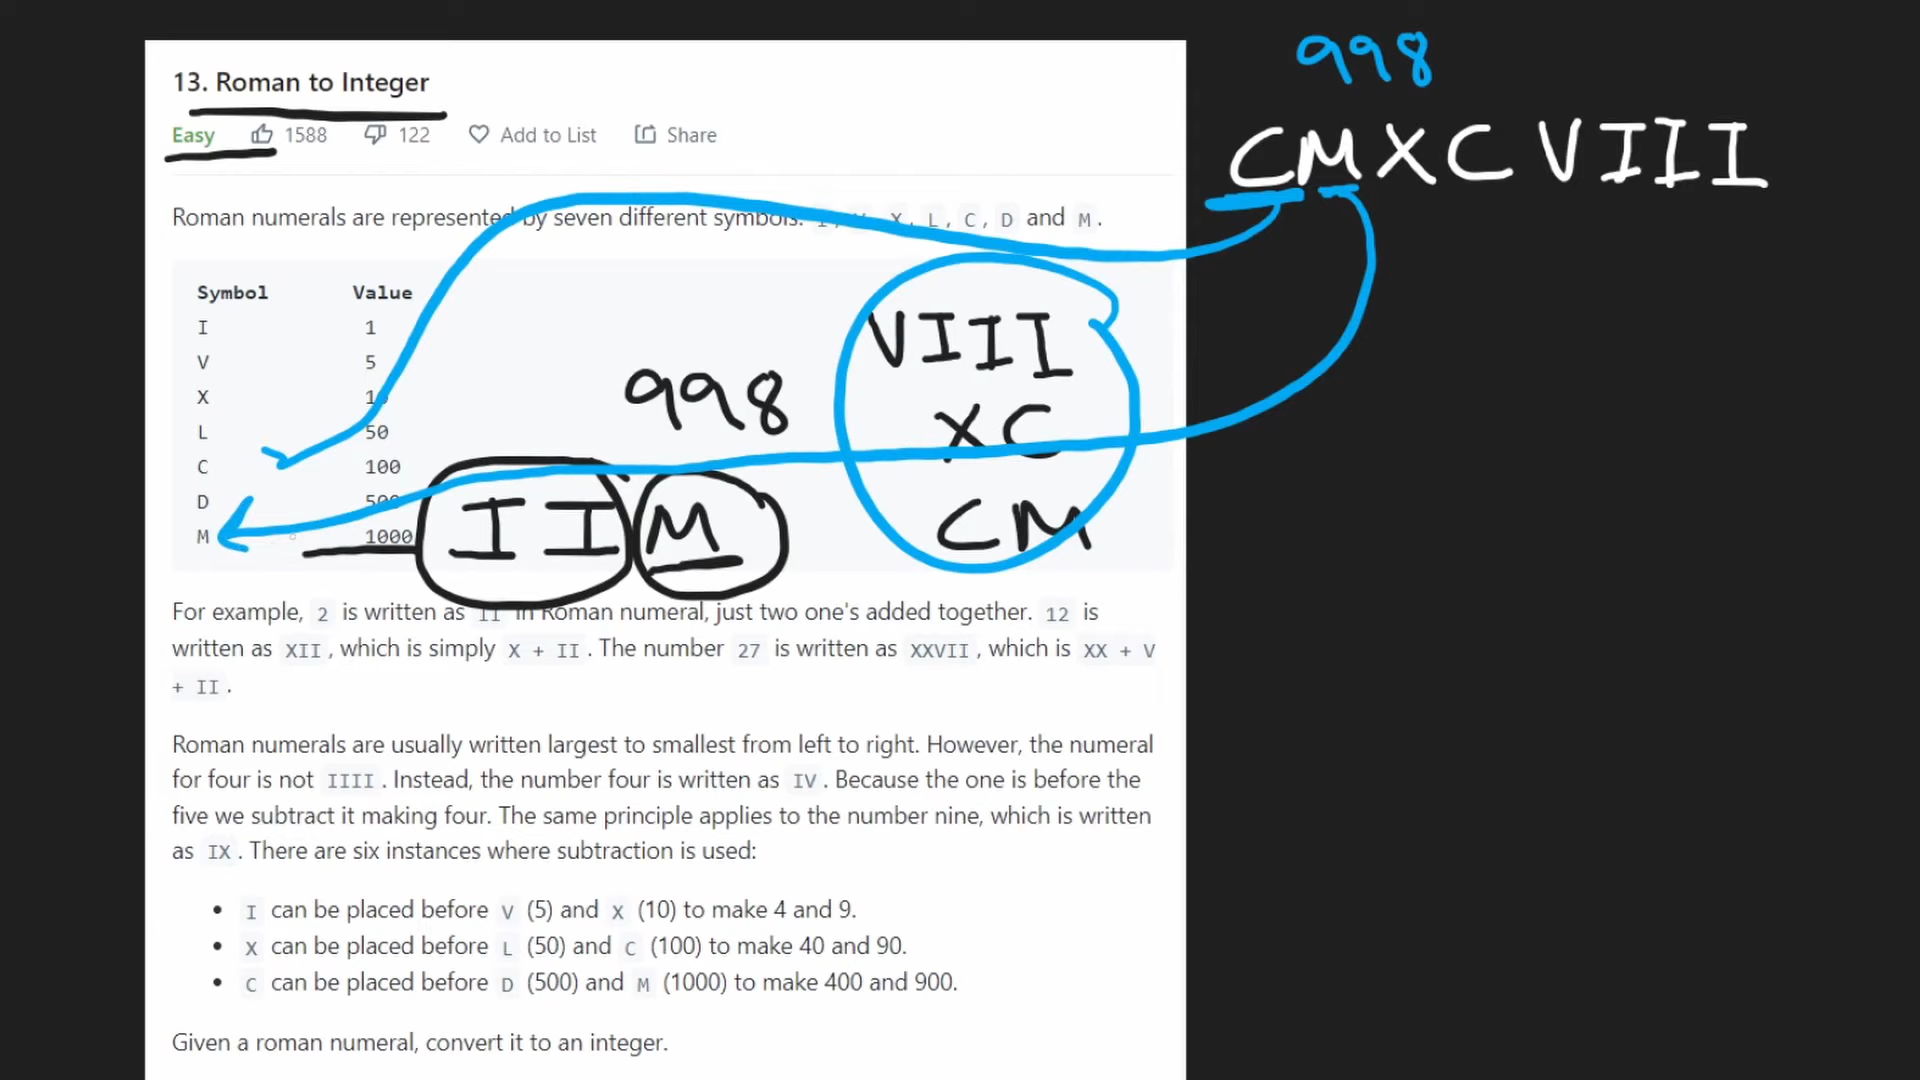 998
CMXCVIII
13. Roman to Integer
Easy 1588 122 Add to List Share
Roman numerals are represented by seven different symbols: I, V, X, L, C, D and M.
Symbol Value
I 1
V 5
X 10
L 50
C 100
D 500
M 1000
VIII
998
XC
II M
CM
For example, 2 is written as II in Roman numeral, just two one's added together. 12 is
written as XII, which is simply X + II. The number 27 is written as XXVII, which is XX + V
+ II.
Roman numerals are usually written largest to smallest from left to right. However, the numeral
for four is not IIII. Instead, the number four is written as IV. Because the one is before the
five we subtract it making four. The same principle applies to the number nine, which is written
as IX. There are six instances where subtraction is used:
• I can be placed before V (5) and X (10) to make 4 and 9.
• X can be placed before L (50) and C (100) to make 40 and 90.
• C can be placed before D (500) and M (1000) to make 400 and 900.
Given a roman numeral, convert it to an integer.